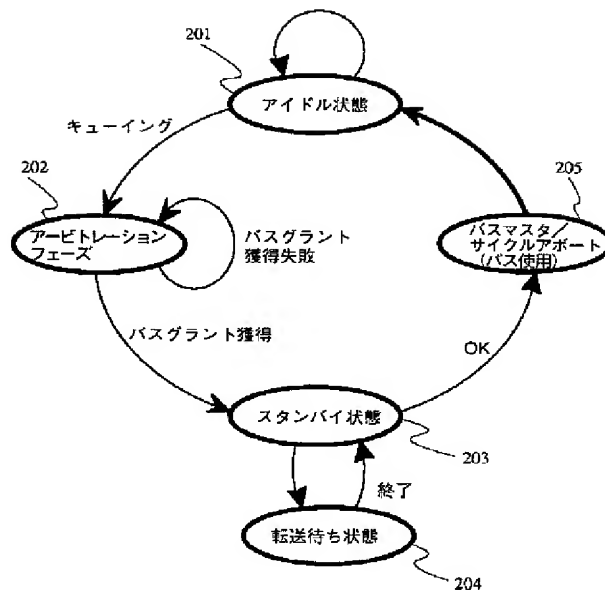 201
アイドル状態
キューイング
202
アービトレーション
フェーズ
バスグラント
獲得失敗
205
バスマスタ／
サイクルアボート
(バス使用)
バスグラント獲得
OK
スタンバイ状態
203
終了
転送待ち状態
204